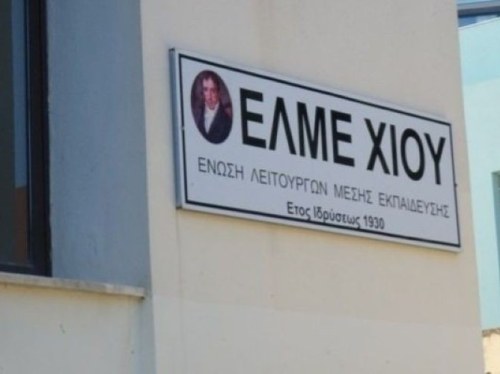 ΕΛΜΕ ΧΙΟΥ
ΕΝΩΣΗ ΛΕΙΤΟΥΡΓΩΝ ΜΕΣΗΣ ΕΚΠΑΙΔΕΥΣΗΣ
Ετος Ιδρύσεως 1930